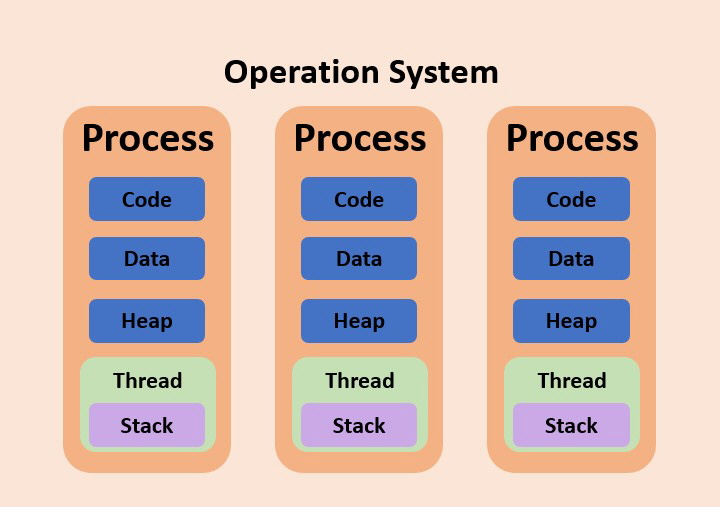 Operation System
Process
Code
Data
Heap
Thread
Stack
Process
Code
Data
Heap
Thread
Stack
Process
Code
Data
Heap
Thread
Stack